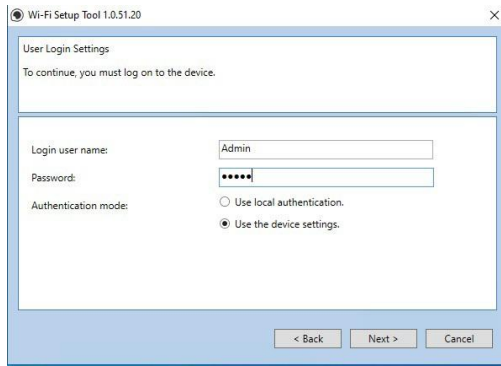 Wi-Fi Setup Tool 1.0.51.20
User Login Settings
To continue, you must log on to the device.
Login user name: Admin
Password: •••••
Authentication mode: Use local authentication.
Use the device settings.
< Back Next > Cancel